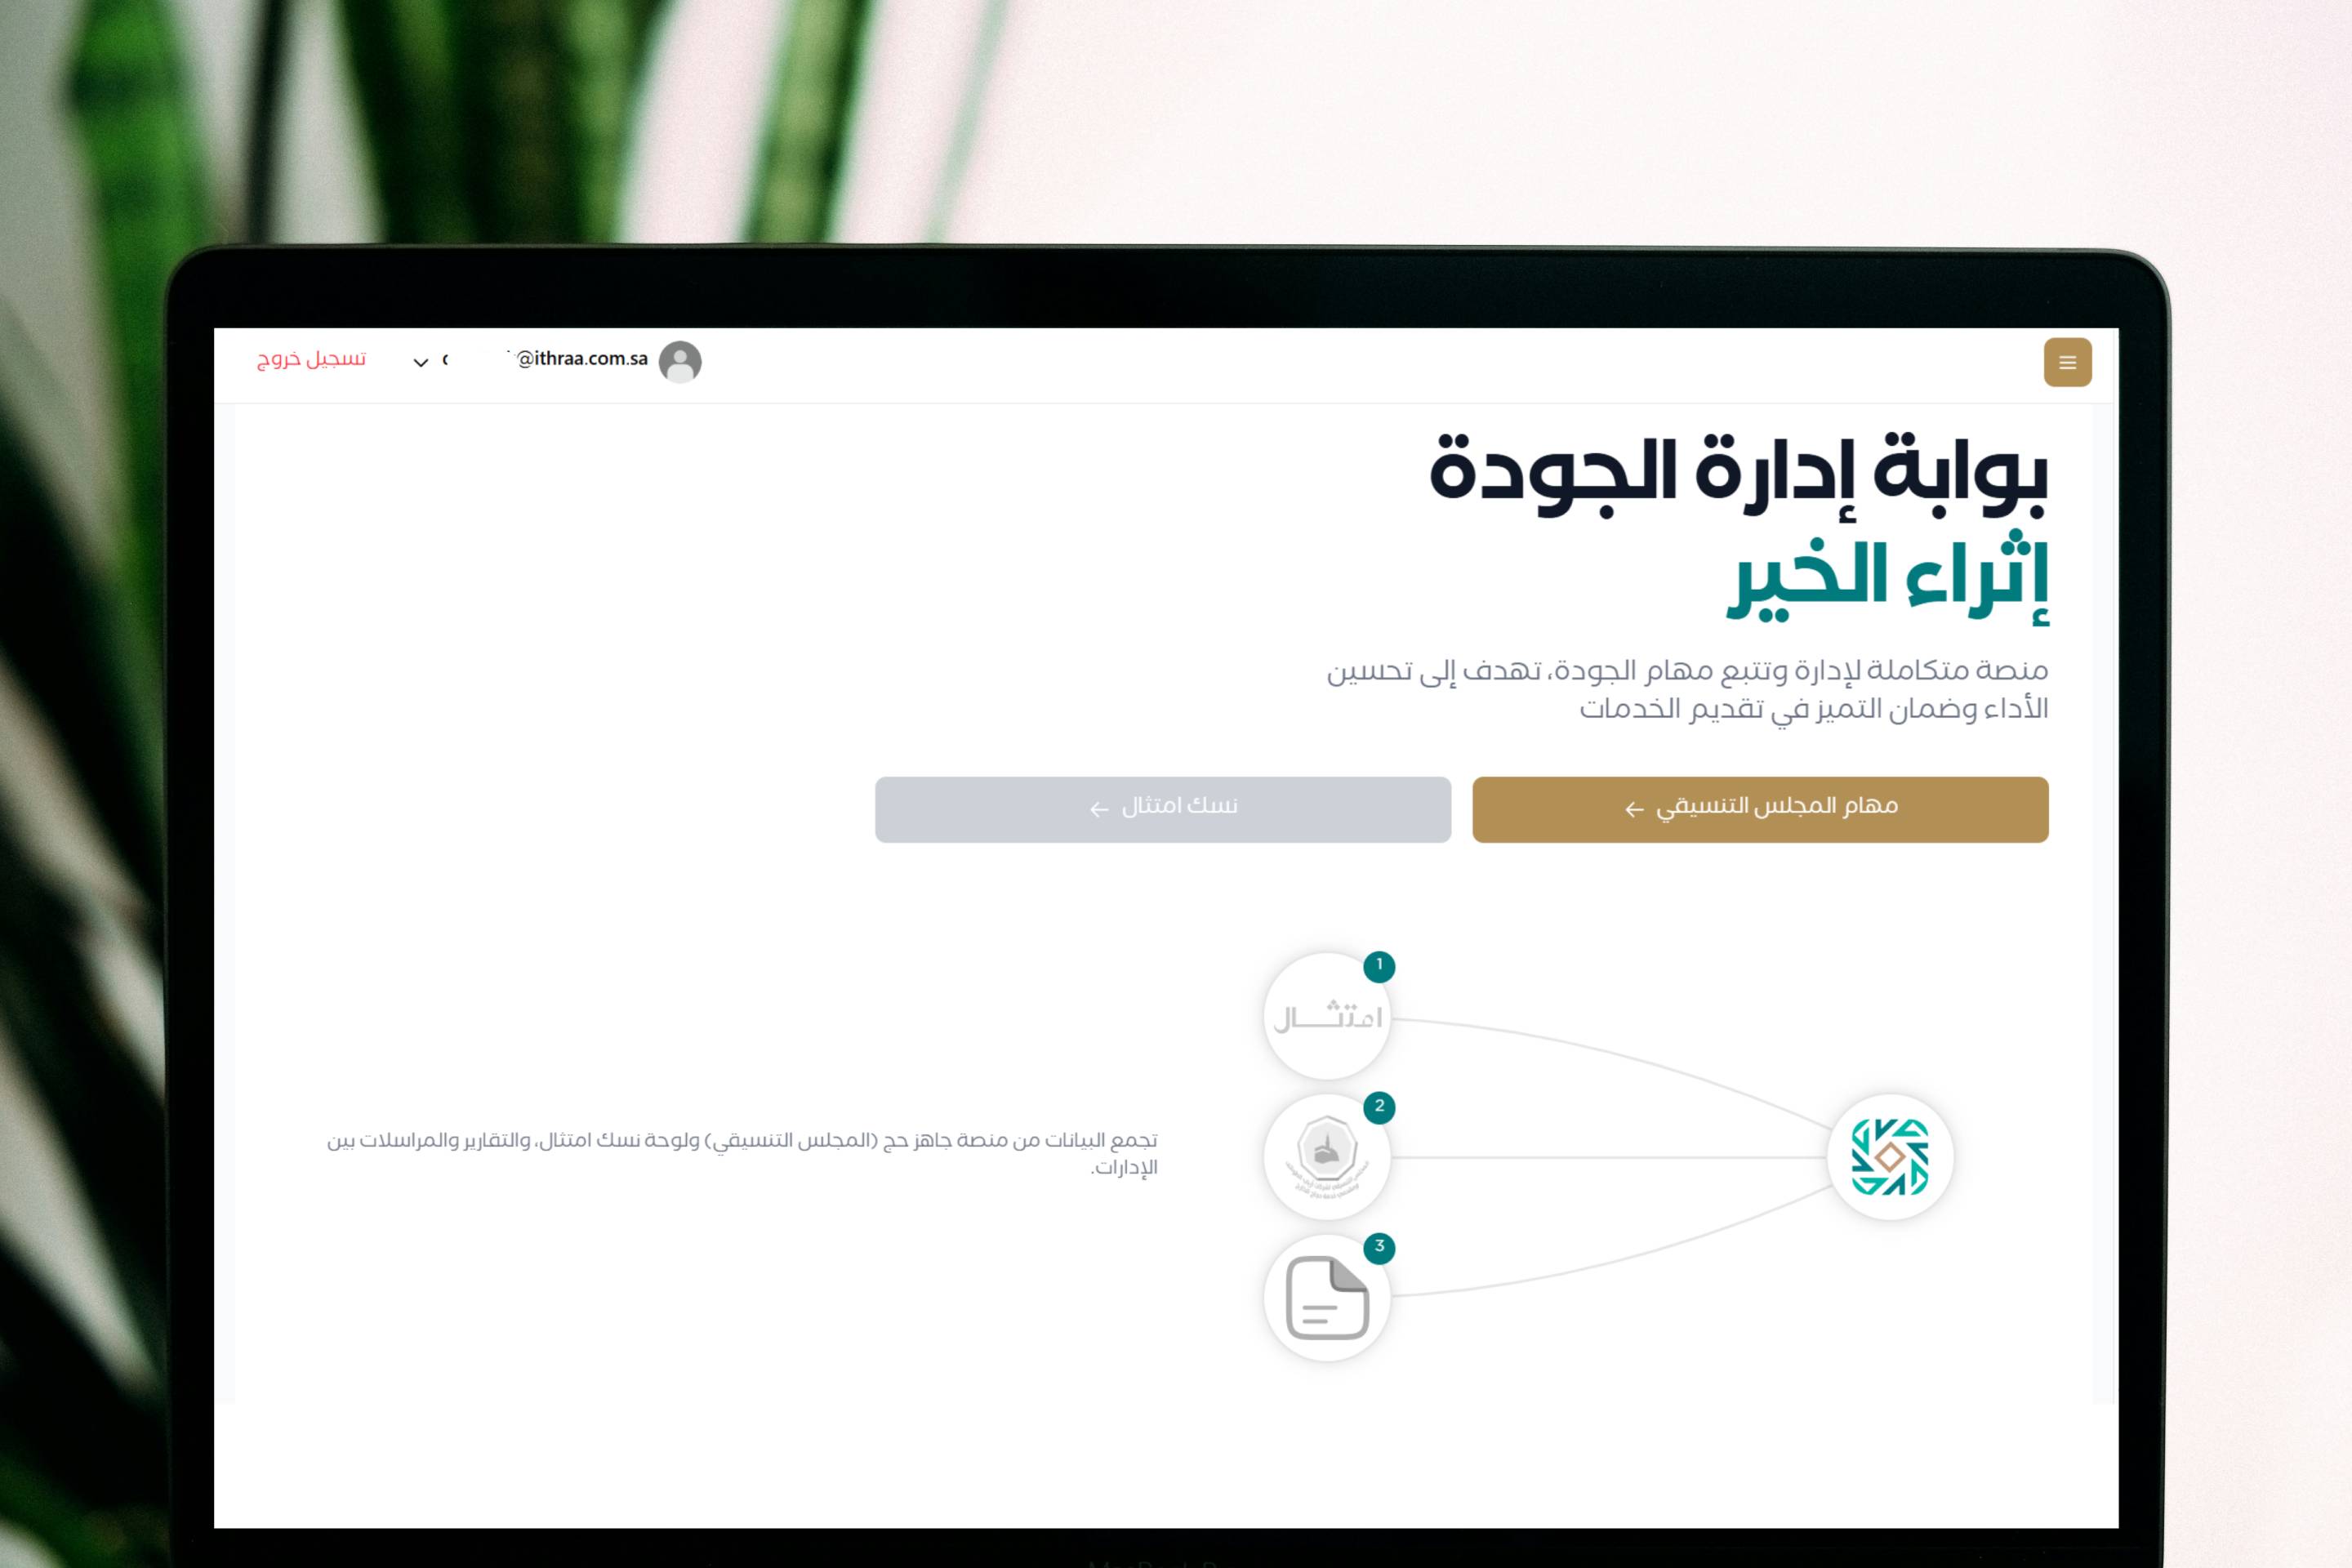 @ithraa.com.sa
تسجيل خروج
بوابة إدارة الجودة
إثراء الخير
منصة متكاملة لإدارة وتتبع مهام الجودة، تهدف إلى تحسين
الأداء وضمان التميز في تقديم الخدمات
مهام المجلس التنسيقي ←
نسك امتثال ←
1
امتثال
2
3
تجمع البيانات من منصة جاهز حج (المجلس التنسيقي) ولوحة نسك امتثال، والتقارير والمراسلات بين
الإدارات.